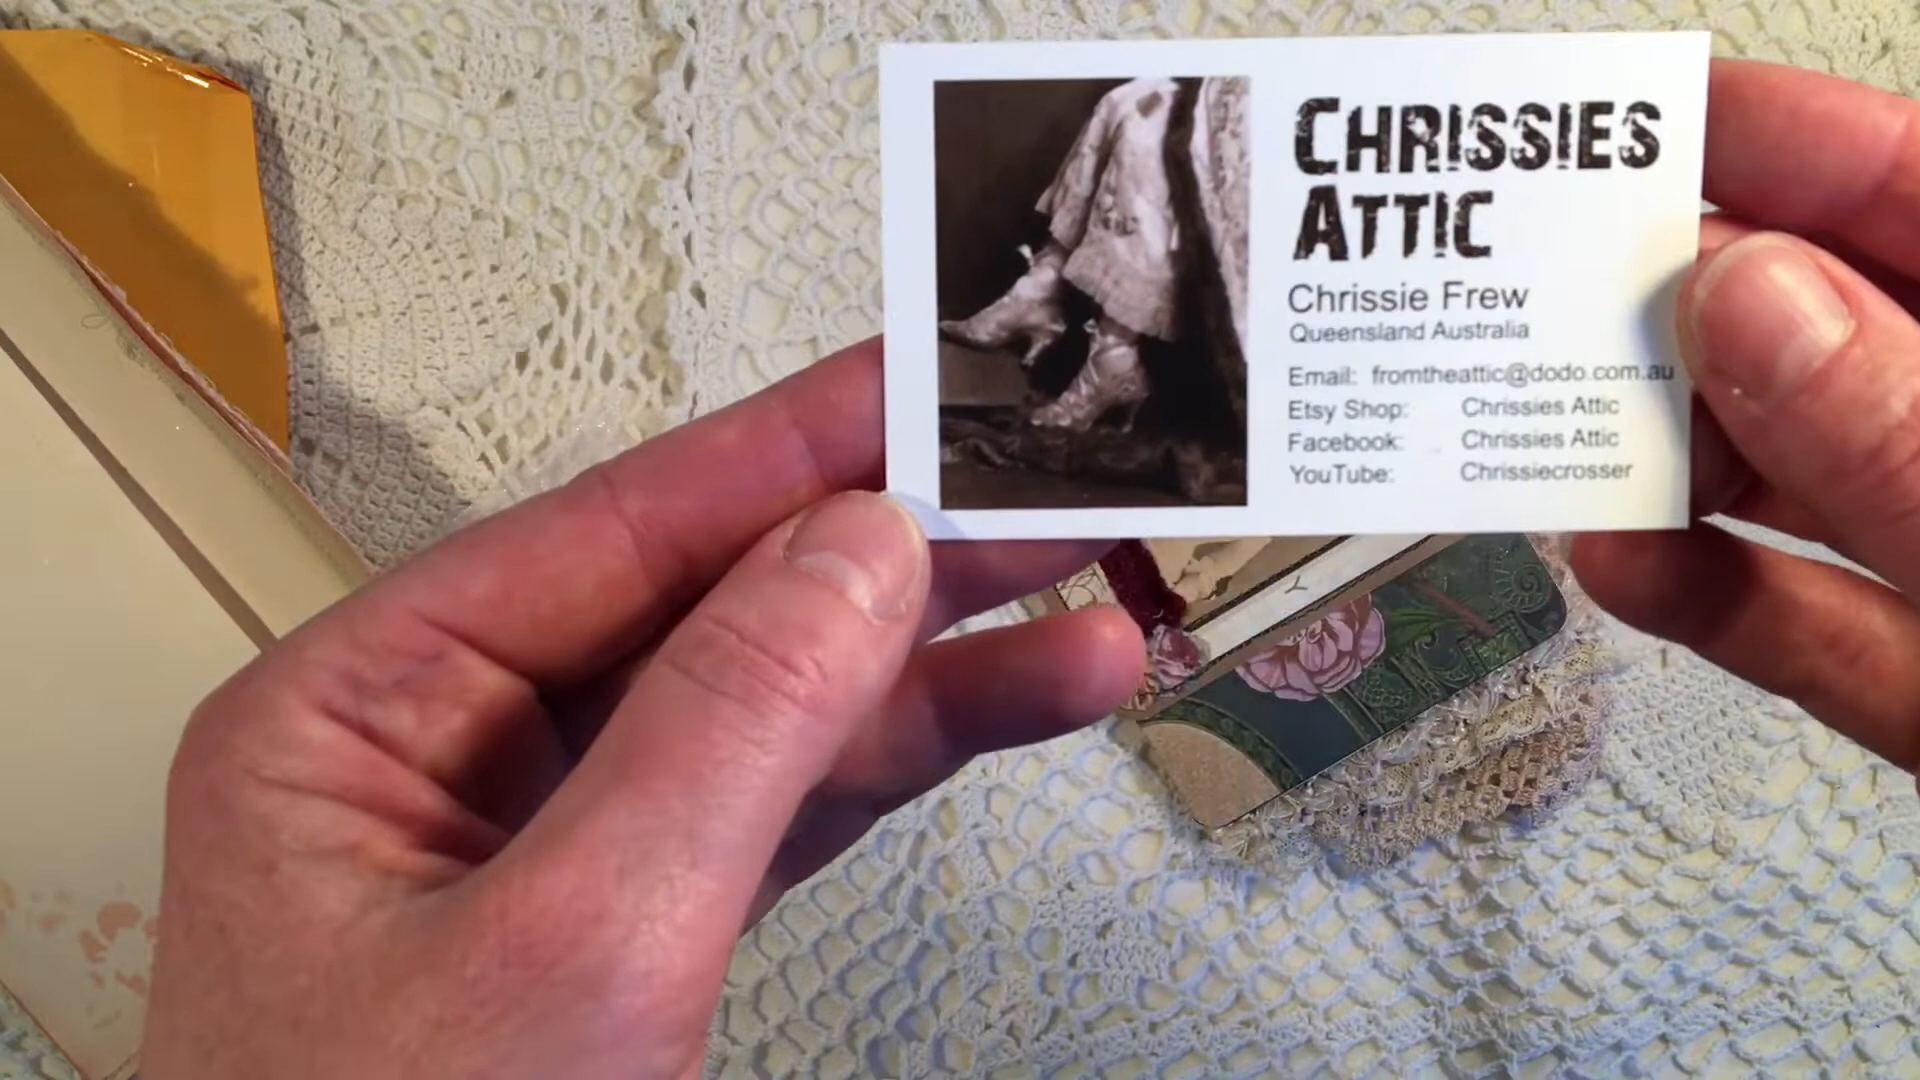 CHRISSIES
ATTIC
Chrissie Frew
Queensland Australia
Email: fromtheattic@dodo.com.au
Etsy Shop: Chrissies Attic
Facebook: Chrissies Attic
YouTube: Chrissiecrosser